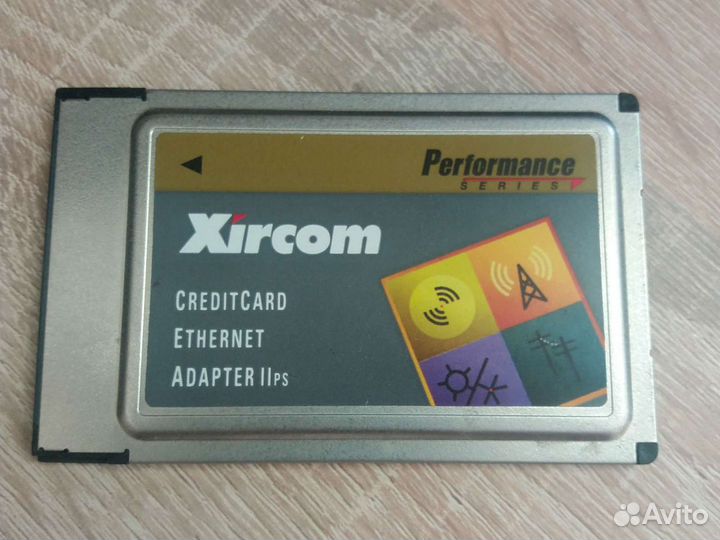 Performance
SERIES
Xircom
CREDITCARD
ETHERNET
ADAPTER IIPS
Avito